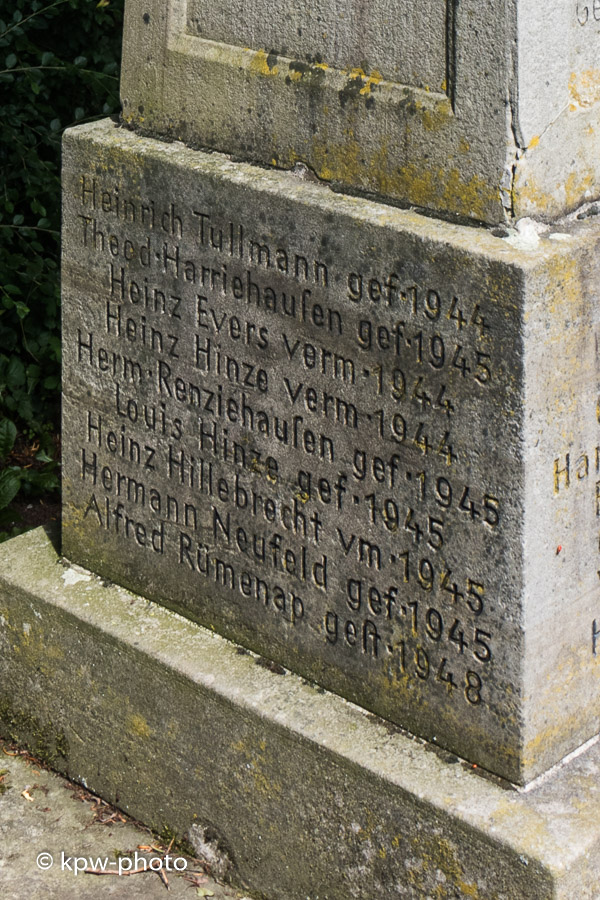 Heinrich Tullmann gef·1944
Theod·Harriehauſen gef·1945
Heinz Evers verm·1944
Heinz Hinze verm·1944
Herm·Renziehauſen gef·1945
Louis Hinze gef·1945
Heinz Hillebrecht vm·1945
Hermann Neufeld gef·1945
Alfred Rümenap geſt·1948
© kpw-photo